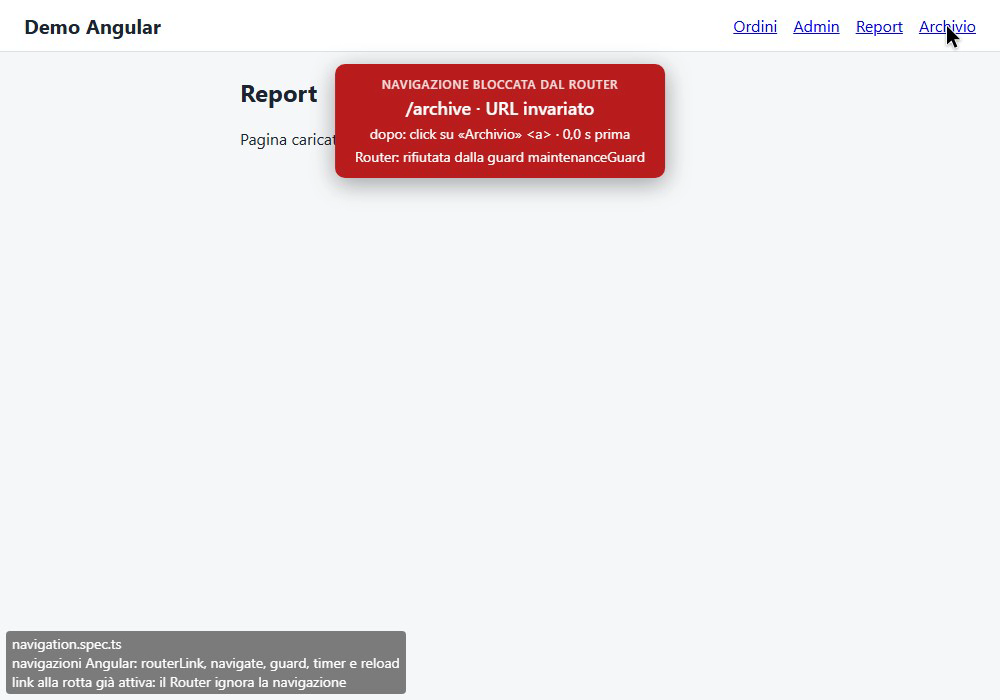 Demo Angular
Ordini Admin Report Archivio
Report
Pagina caricat
NAVIGAZIONE BLOCCATA DAL ROUTER
/archive · URL invariato
dopo: click su «Archivio» <a> · 0,0 s prima
Router: rifiutata dalla guard maintenanceGuard
navigation.spec.ts
navigazioni Angular: routerLink, navigate, guard, timer e reload
link alla rotta già attiva: il Router ignora la navigazione